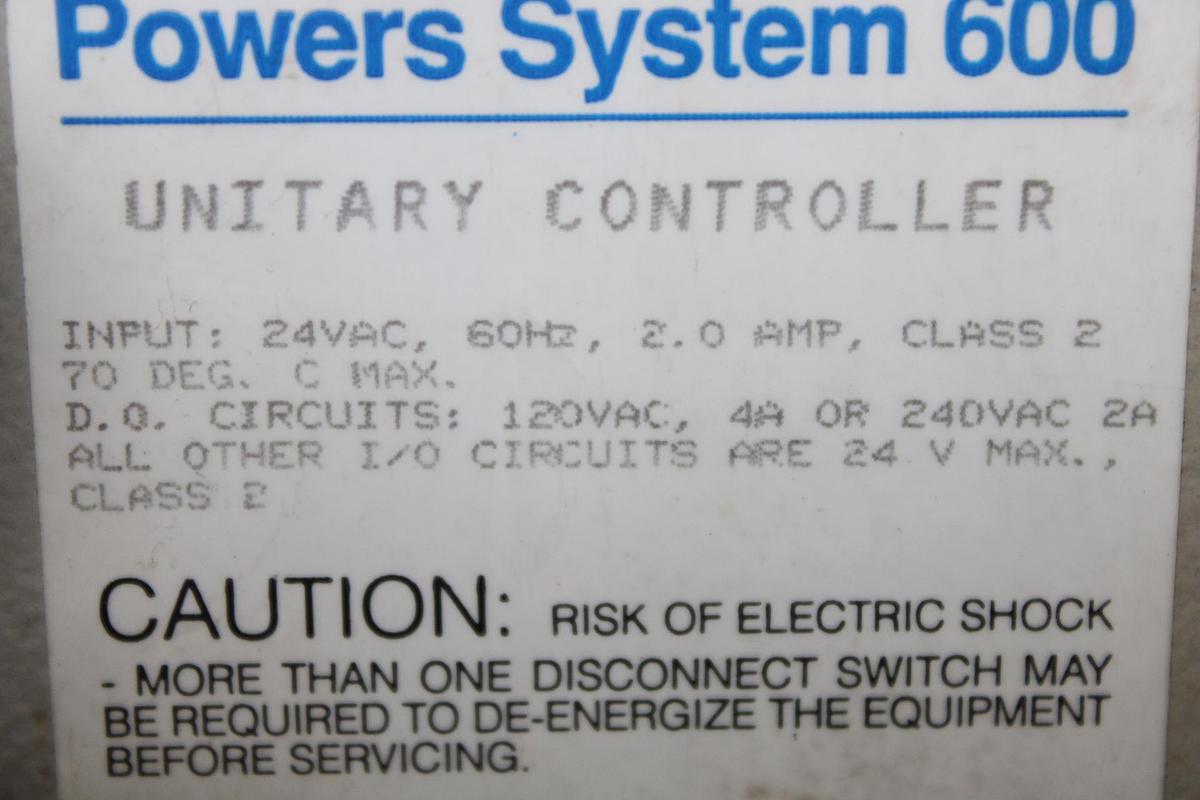 Powers System 600
UNITARY CONTROLLER
INPUT: 24VAC, 60Hz, 2.0 AMP, CLASS 2
70 DEG. C MAX.
D.O. CIRCUITS: 120VAC, 4A OR 240VAC 2A
ALL OTHER I/O CIRCUITS ARE 24 V MAX.,
CLASS 2
CAUTION: RISK OF ELECTRIC SHOCK
- MORE THAN ONE DISCONNECT SWITCH MAY
BE REQUIRED TO DE-ENERGIZE THE EQUIPMENT
BEFORE SERVICING.